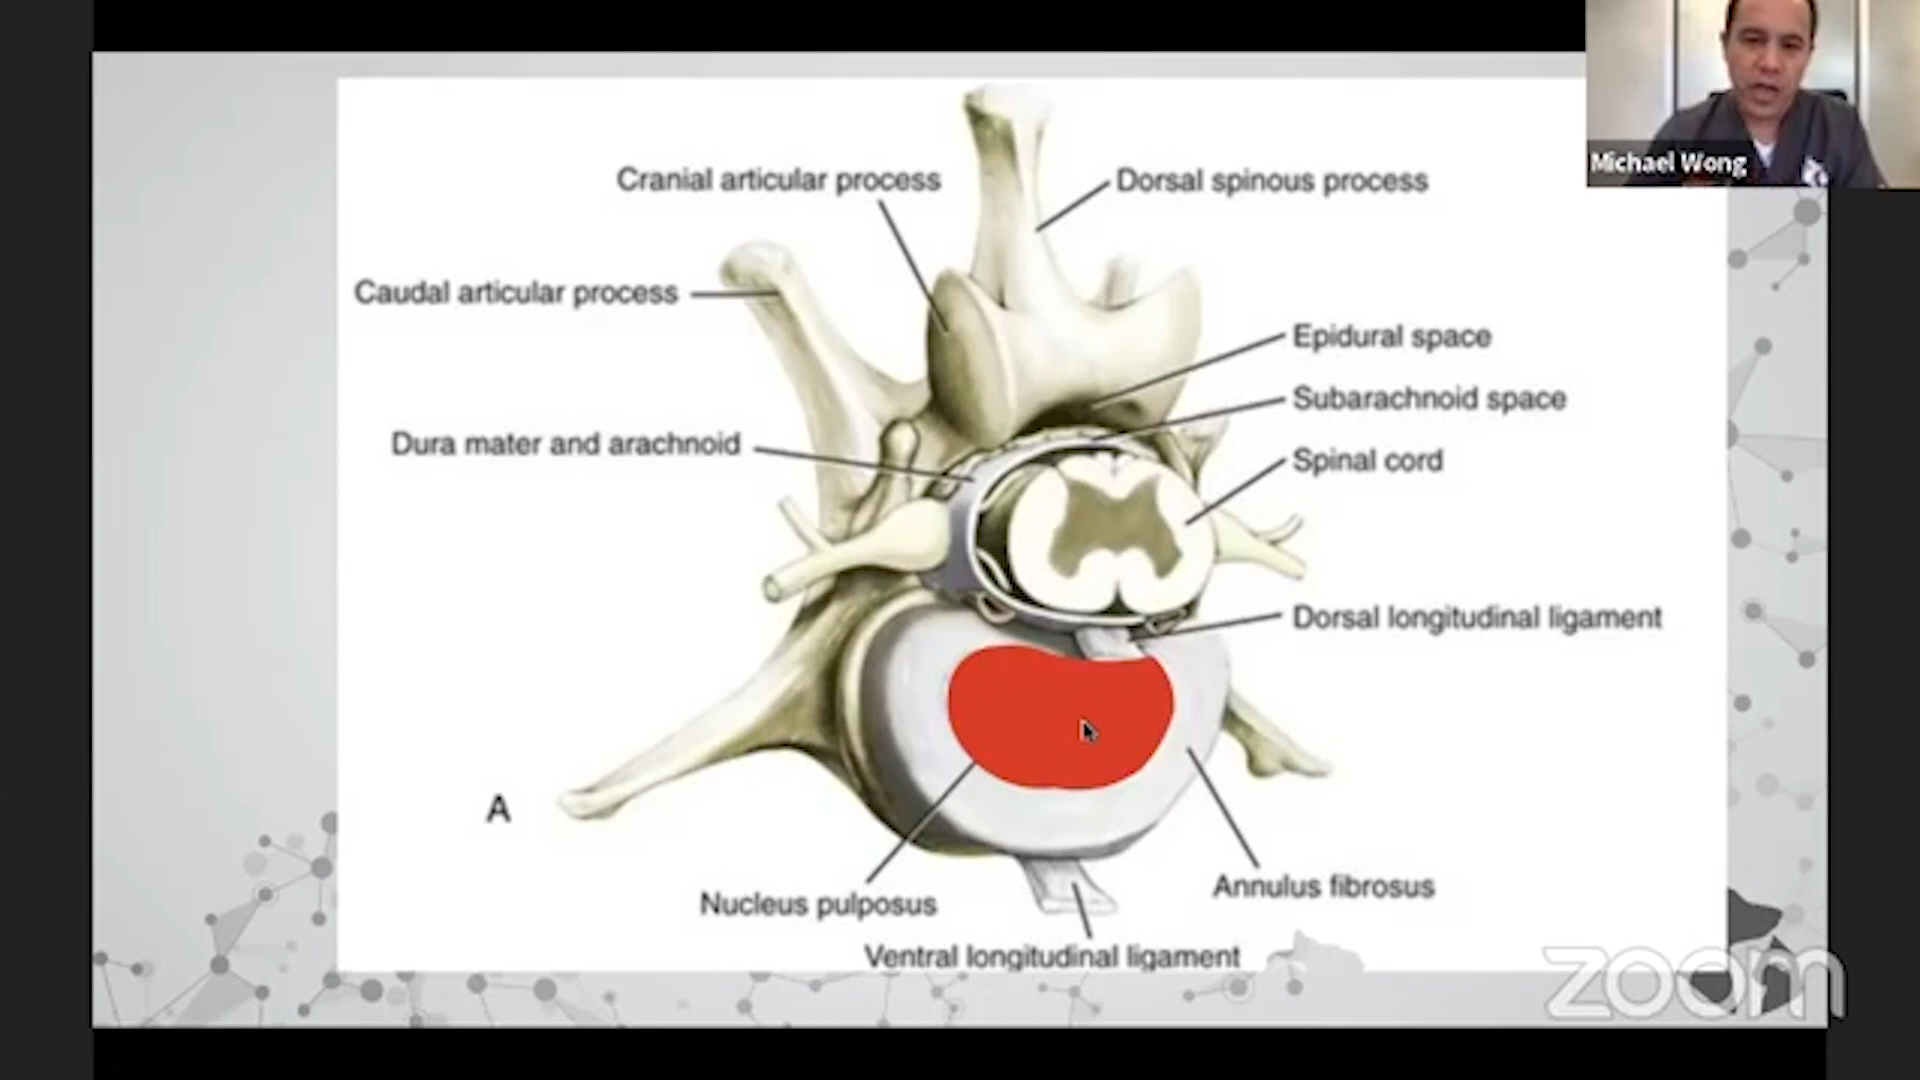 Michael Wong
Cranial articular process
Dorsal spinous process
Caudal articular process
Epidural space
Subarachnoid space
Dura mater and arachnoid
Spinal cord
Dorsal longitudinal ligament
A
Annulus fibrosus
Nucleus pulposus
Ventral longitudinal ligament
zoom